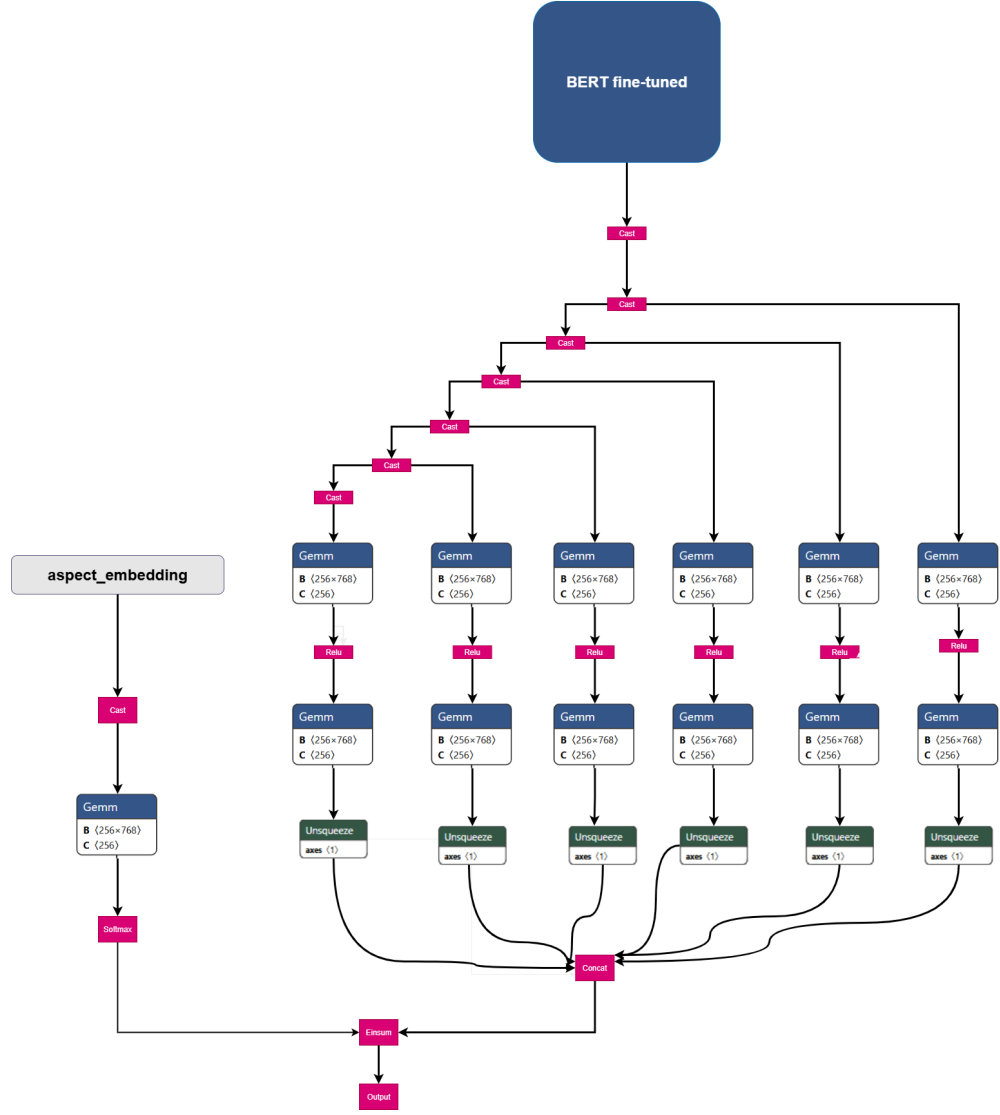 BERT fine-tuned
Cast
Cast
Cast
Cast
Cast
Cast
Cast
Gemm
B ⟨256×768⟩
C ⟨256⟩
Gemm
B ⟨256×768⟩
C ⟨256⟩
Gemm
B ⟨256×768⟩
C ⟨256⟩
Gemm
B ⟨256×768⟩
C ⟨256⟩
Gemm
B ⟨256×768⟩
C ⟨256⟩
Gemm
B ⟨256×768⟩
C ⟨256⟩
aspect_embedding
Relu
Relu
Relu
Relu
Relu
Relu
Cast
Gemm
B ⟨256×768⟩
C ⟨256⟩
Gemm
B ⟨256×768⟩
C ⟨256⟩
Gemm
B ⟨256×768⟩
C ⟨256⟩
Gemm
B ⟨256×768⟩
C ⟨256⟩
Gemm
B ⟨256×768⟩
C ⟨256⟩
Gemm
B ⟨256×768⟩
C ⟨256⟩
Gemm
B ⟨256×768⟩
C ⟨256⟩
Unsqueeze
axes ⟨1⟩
Unsqueeze
axes ⟨1⟩
Unsqueeze
axes ⟨1⟩
Unsqueeze
axes ⟨1⟩
Unsqueeze
axes ⟨1⟩
Unsqueeze
axes ⟨1⟩
Softmax
Concat
Einsum
Output